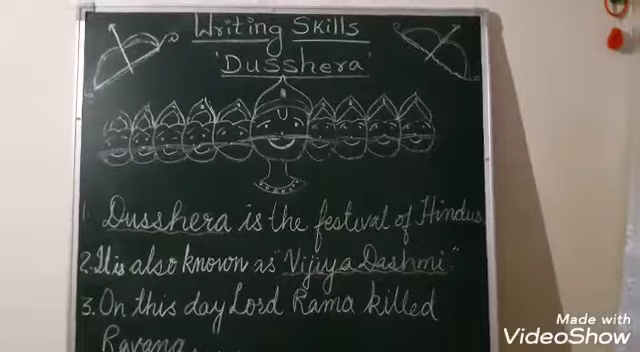 Writing Skills
'Dusshera'
1. Dusshera is the festival of Hindus
2. It is also known as "Vijiya Dashmi."
3. On this day Lord Rama killed
Ravana
Made with
VideoShow